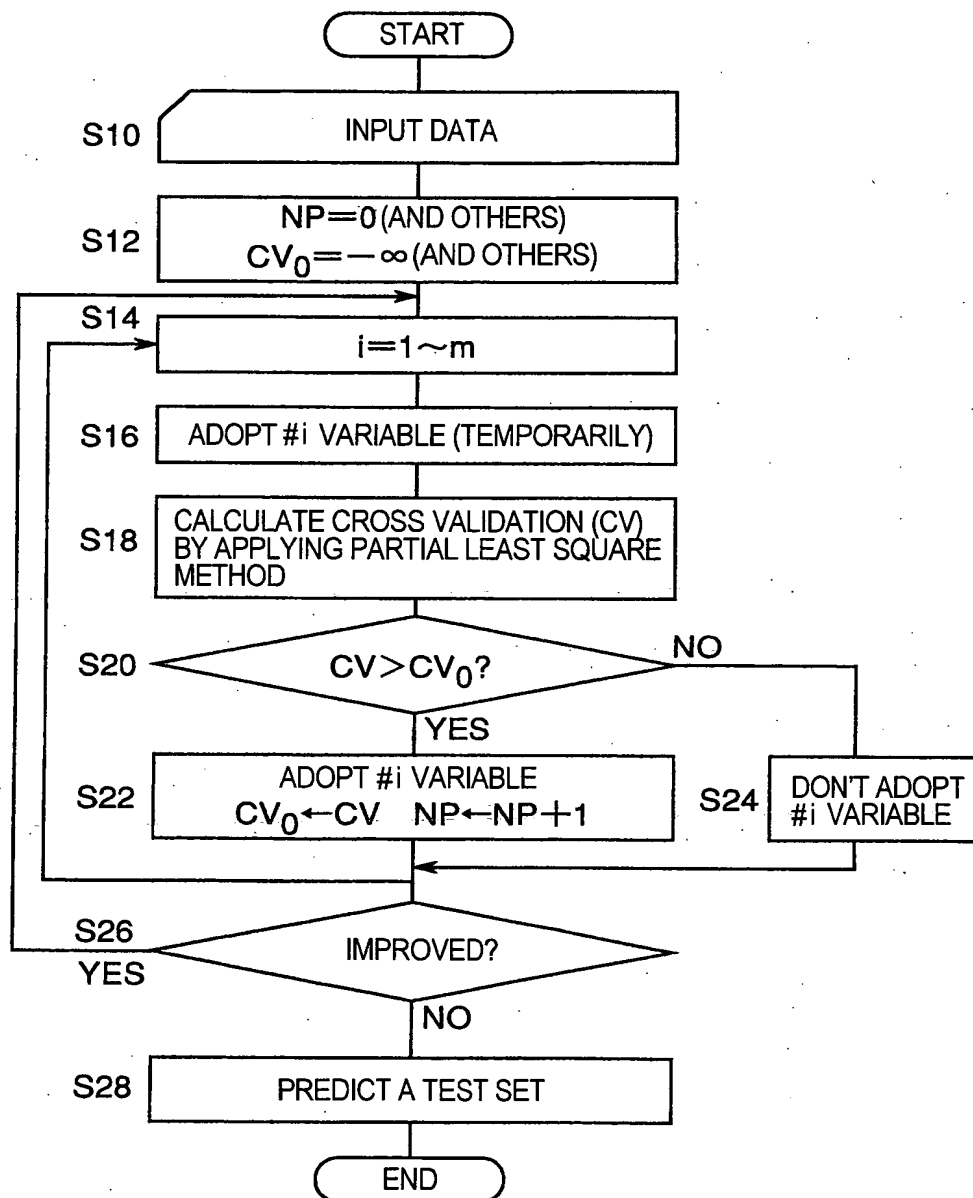 START
S10
INPUT DATA
S12
NP=0 (AND OTHERS)
CV₀=−∞ (AND OTHERS)
S14
i=1～m
S16
ADOPT #i VARIABLE (TEMPORARILY)
S18
CALCULATE CROSS VALIDATION (CV)
BY APPLYING PARTIAL LEAST SQUARE
METHOD
S20
CV>CV₀?
NO
YES
S22
ADOPT #i VARIABLE
CV₀←CV NP←NP+1
S24
DON'T ADOPT
#i VARIABLE
S26
IMPROVED?
YES
NO
S28
PREDICT A TEST SET
END